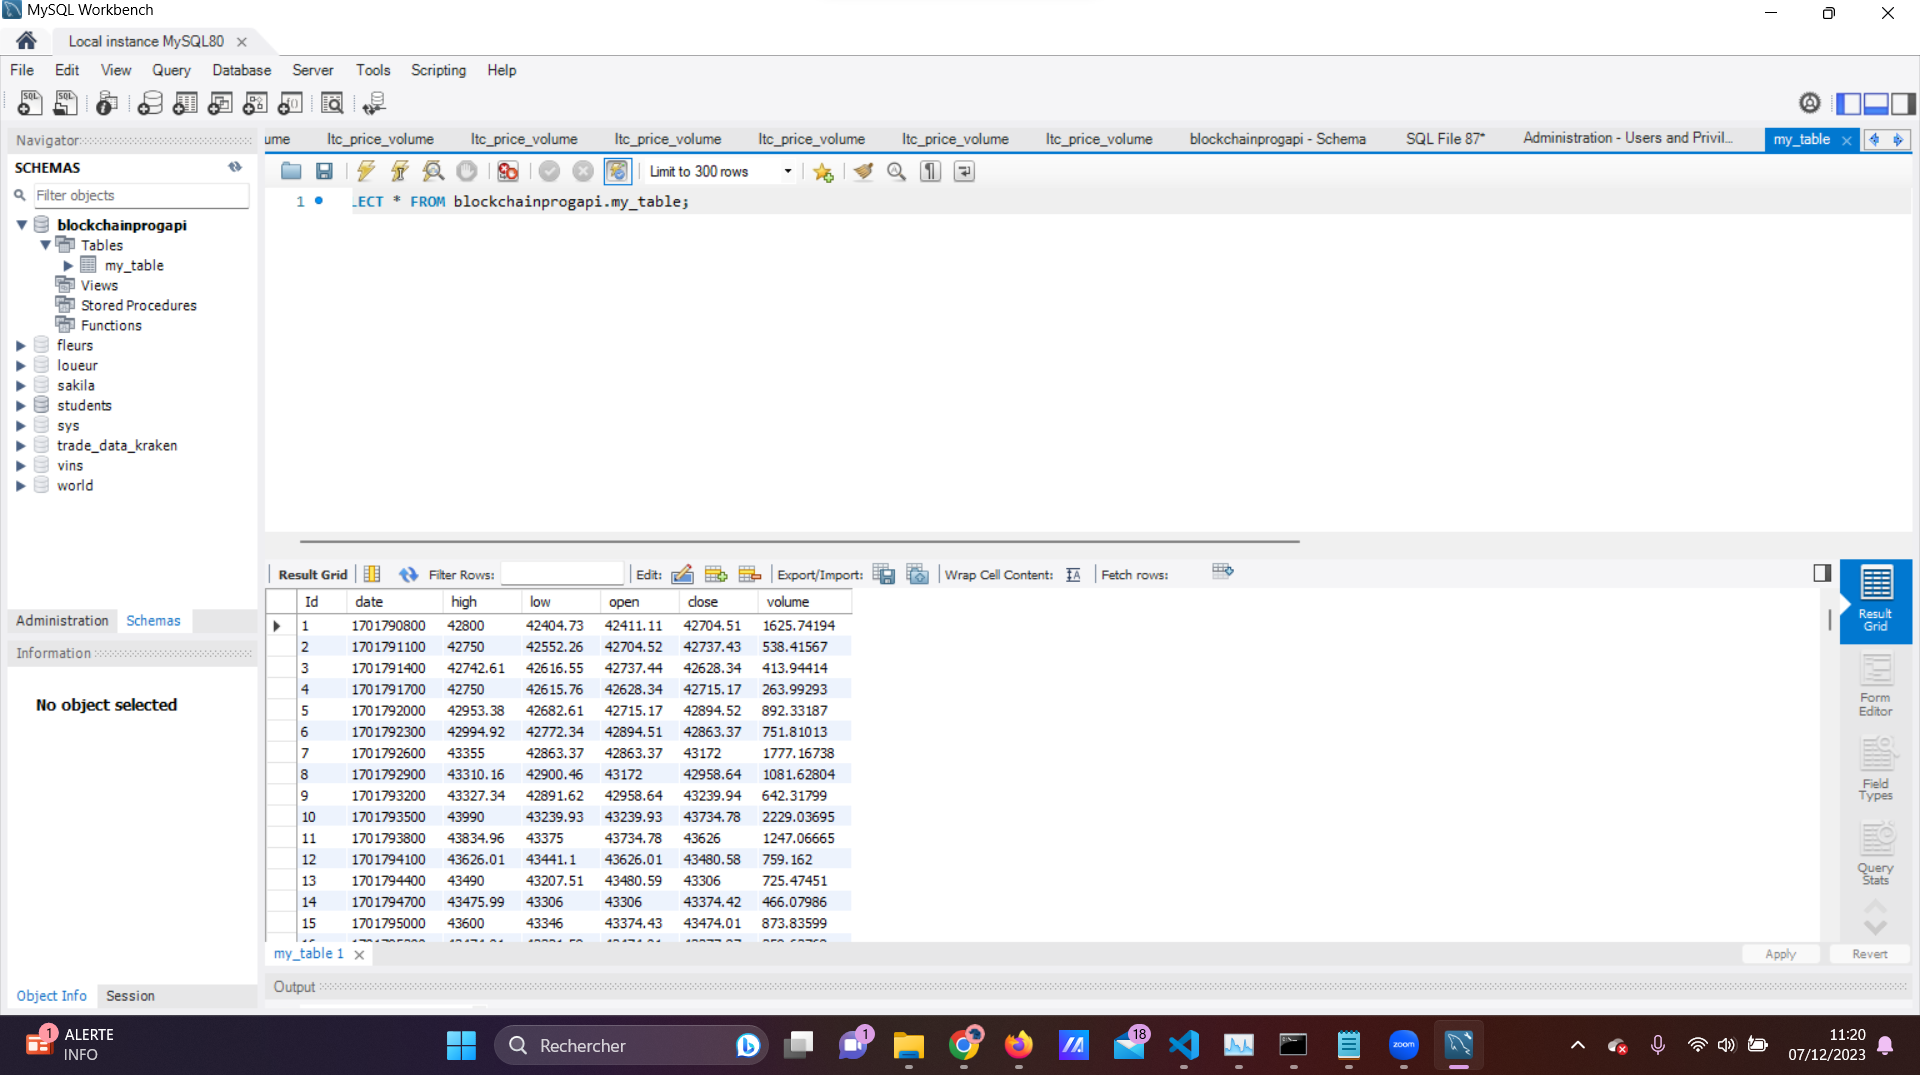 MySQL Workbench
Local instance MySQL80
File Edit View Query Database Server Tools Scripting Help
Navigator
SCHEMAS
Filter objects
blockchainprogapi
Tables
my_table
Views
Stored Procedures
Functions
fleurs
loueur
sakila
students
sys
trade_data_kraken
vins
world
Administration Schemas
Information
No object selected
Object Info Session
ume ltc_price_volume ltc_price_volume ltc_price_volume ltc_price_volume ltc_price_volume ltc_price_volume blockchainprogapi - Schema SQL File 87* Administration - Users and Privil... my_table
Limit to 300 rows
1 LECT * FROM blockchainprogapi.my_table;
Result Grid Filter Rows: Edit: Export/Import: Wrap Cell Content: Fetch rows:
Id date high low open close volume
1 1701790800 42800 42404.73 42411.11 42704.51 1625.74194
2 1701791100 42750 42552.26 42704.52 42737.43 538.41567
3 1701791400 42742.61 42616.55 42737.44 42628.34 413.94414
4 1701791700 42750 42615.76 42628.34 42715.17 263.99293
5 1701792000 42953.38 42682.61 42715.17 42894.52 892.33187
6 1701792300 42994.92 42772.34 42894.51 42863.37 751.81013
7 1701792600 43355 42863.37 42863.37 43172 1777.16738
8 1701792900 43310.16 42900.46 43172 42958.64 1081.62804
9 1701793200 43327.34 42891.62 42958.64 43239.94 642.31799
10 1701793500 43990 43239.93 43239.93 43734.78 2229.03695
11 1701793800 43834.96 43375 43734.78 43626 1247.06665
12 1701794100 43626.01 43441.1 43626.01 43480.58 759.162
13 1701794400 43490 43207.51 43480.59 43306 725.47451
14 1701794700 43475.99 43306 43306 43374.42 466.07986
15 1701795000 43600 43346 43374.43 43474.01 873.83599
Result
Grid
Form
Editor
Field
Types
Query
Stats
my_table 1
Apply Revert
Output
1 ALERTE
INFO
Rechercher
1
18
zoom
11:20
07/12/2023